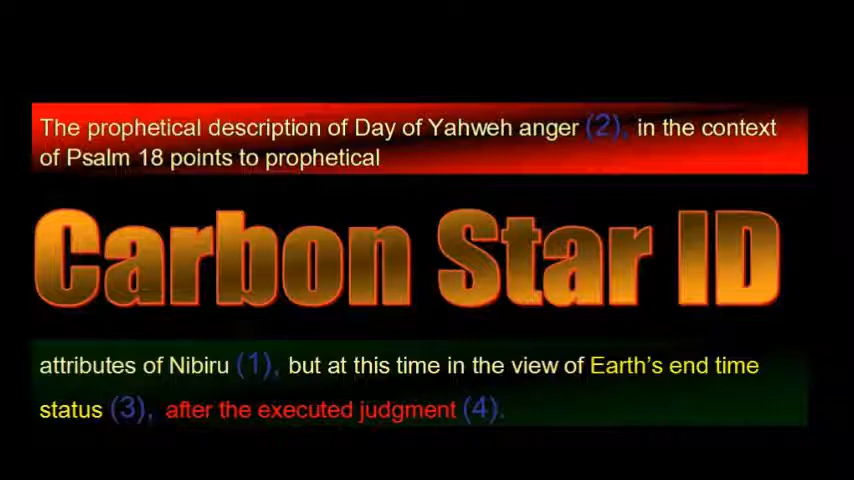 The prophetical description of Day of Yahweh anger (2), in the context
of Psalm 18 points to prophetical
Carbon Star ID
attributes of Nibiru (1), but at this time in the view of Earth's end time
status (3), after the executed judgment (4).